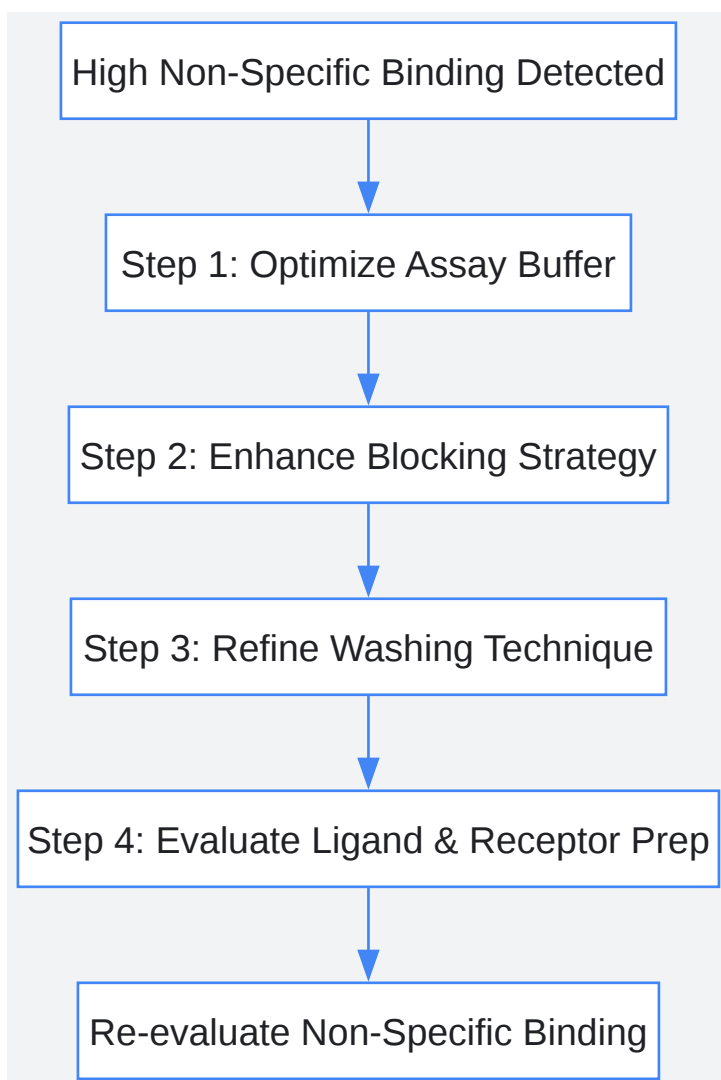 High Non-Specific Binding Detected
Step 1: Optimize Assay Buffer
Step 2: Enhance Blocking Strategy
Step 3: Refine Washing Technique
Step 4: Evaluate Ligand & Receptor Prep
Re-evaluate Non-Specific Binding